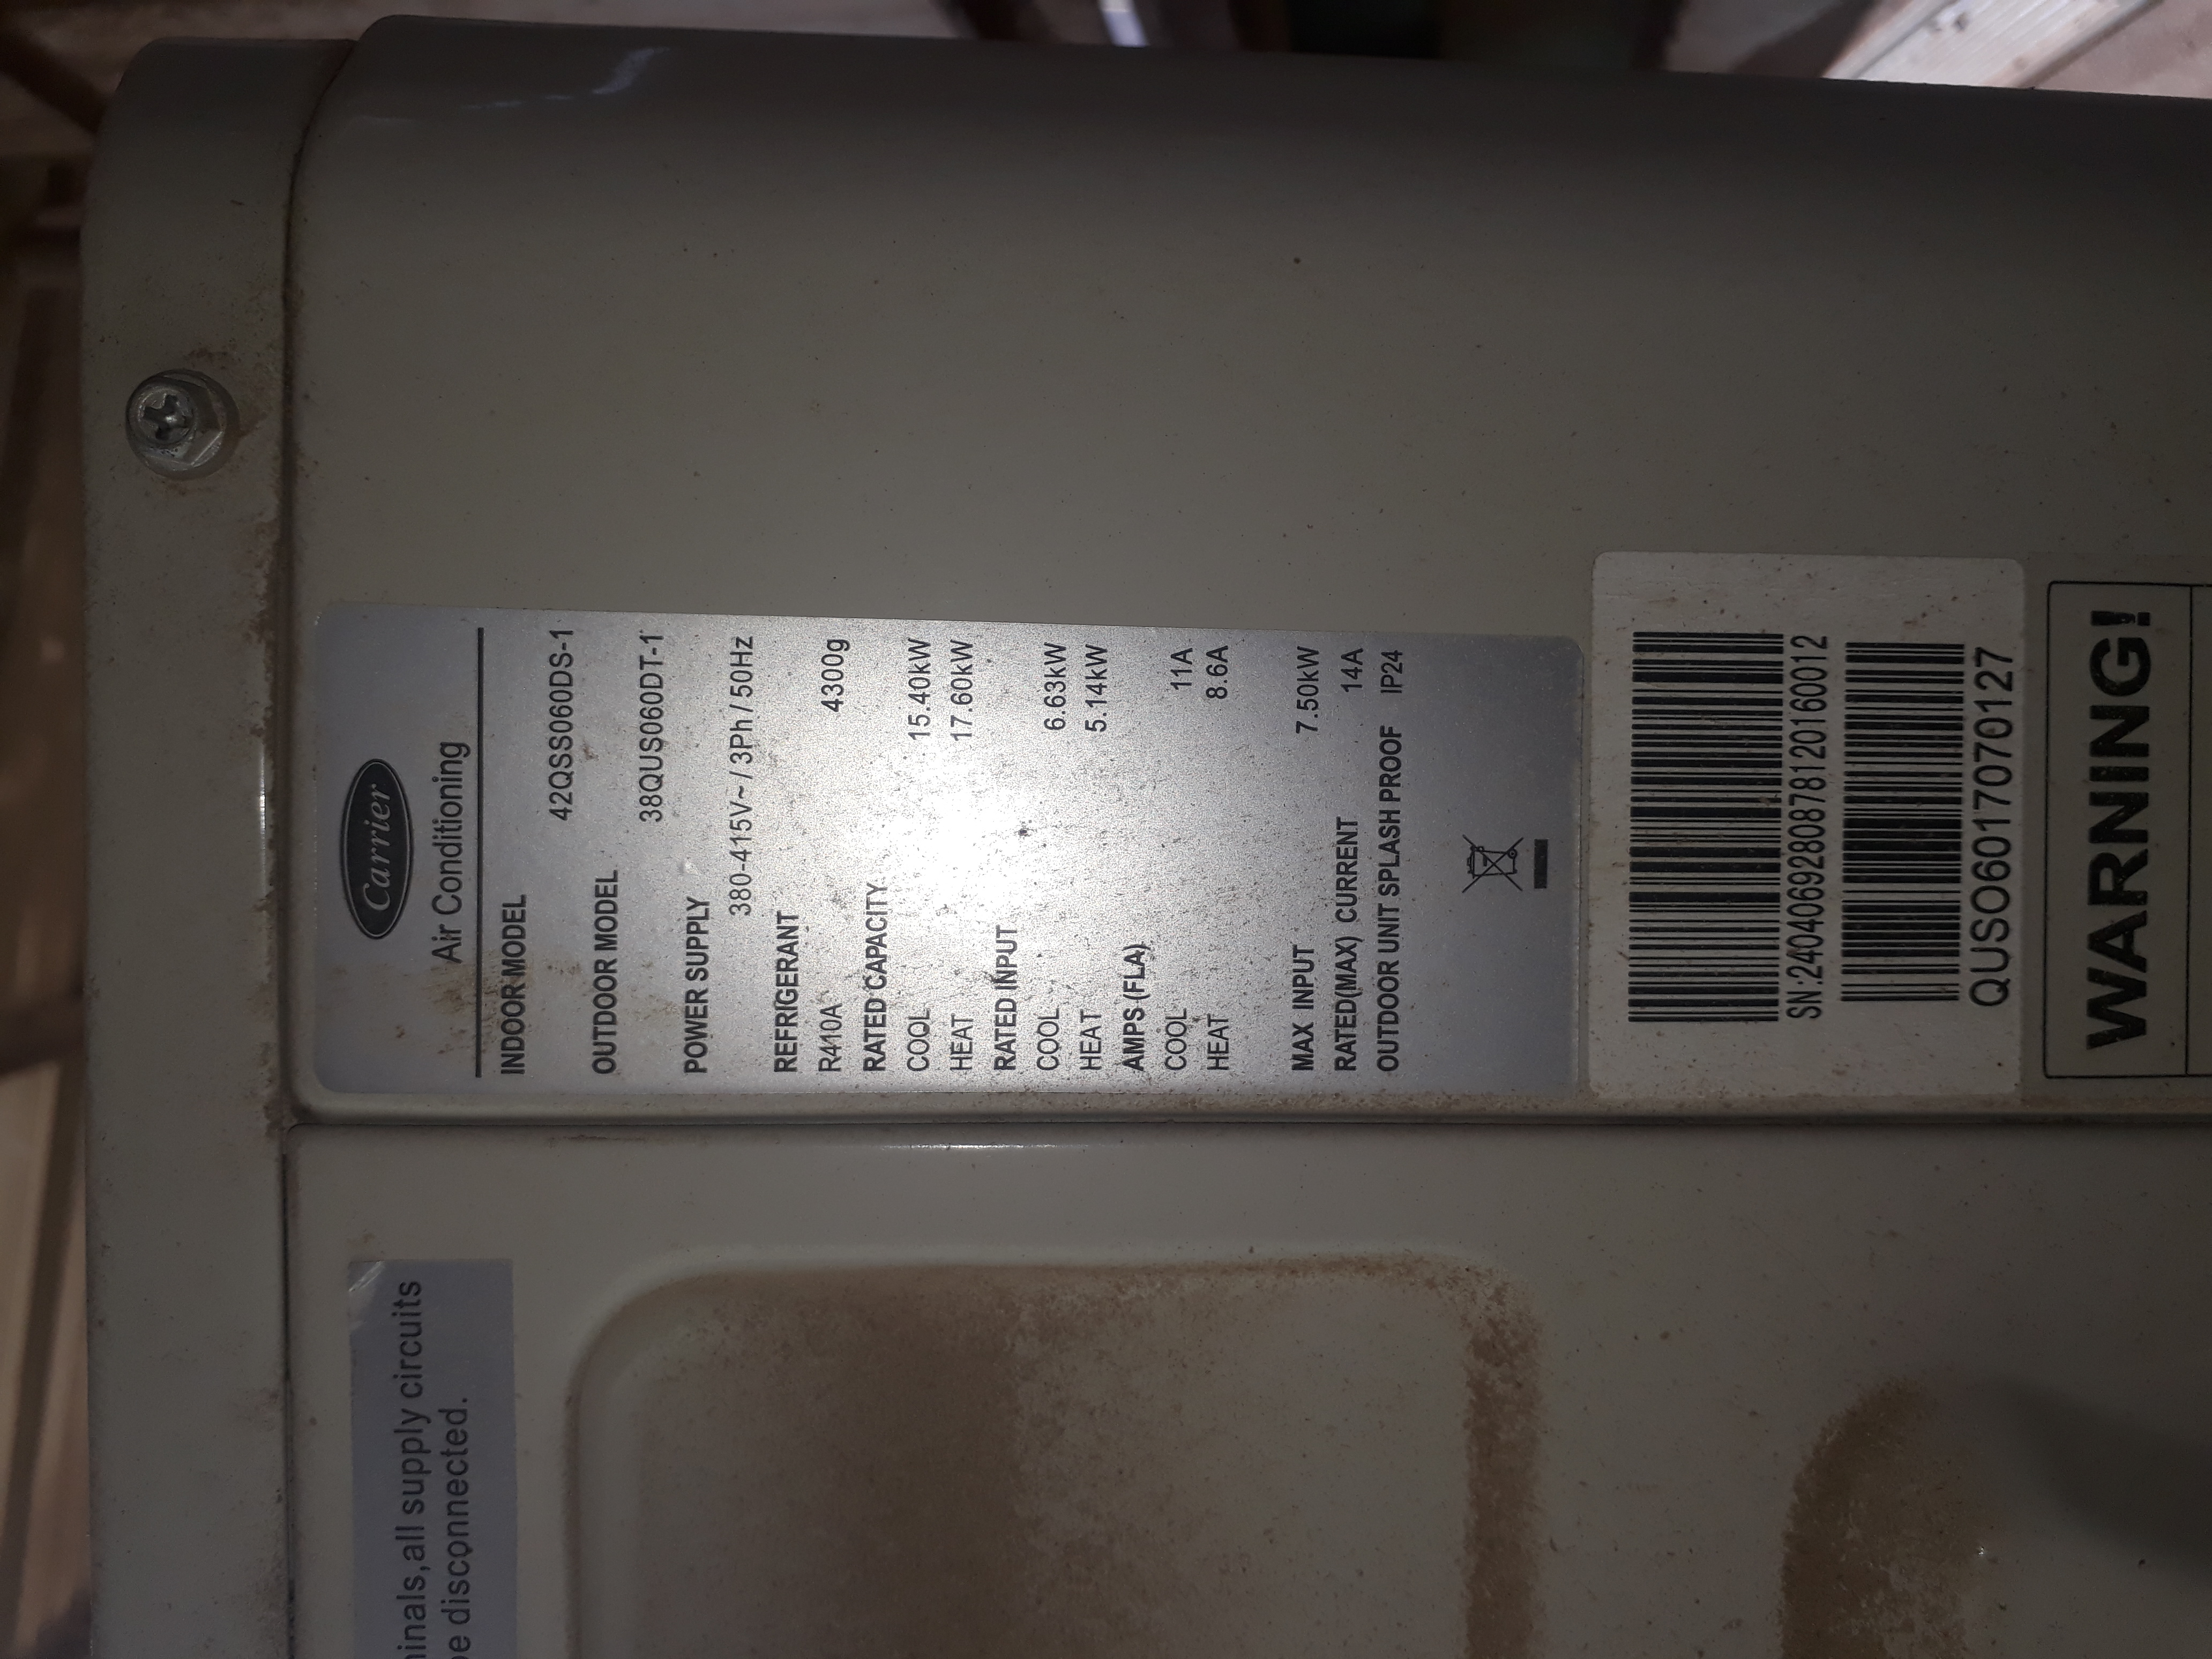 inals,all supply circuits
be disconnected.
Carrier
Air Conditioning
INDOOR MODEL
42QSS060DS-1
OUTDOOR MODEL
38QUS060DT-1
POWER SUPPLY
380-415V~ / 3Ph / 50Hz
REFRIGERANT
R410A 4300g
RATED CAPACITY
COOL 15.40kW
HEAT 17.60kW
RATED INPUT
COOL 6.63kW
HEAT 5.14kW
AMPS (FLA)
COOL 11A
HEAT 8.6A
MAX INPUT 7.50kW
RATED(MAX) CURRENT 14A
OUTDOOR UNIT SPLASH PROOF IP24
SN:2404069280878120160012
QUSO6017070127
WARNING!